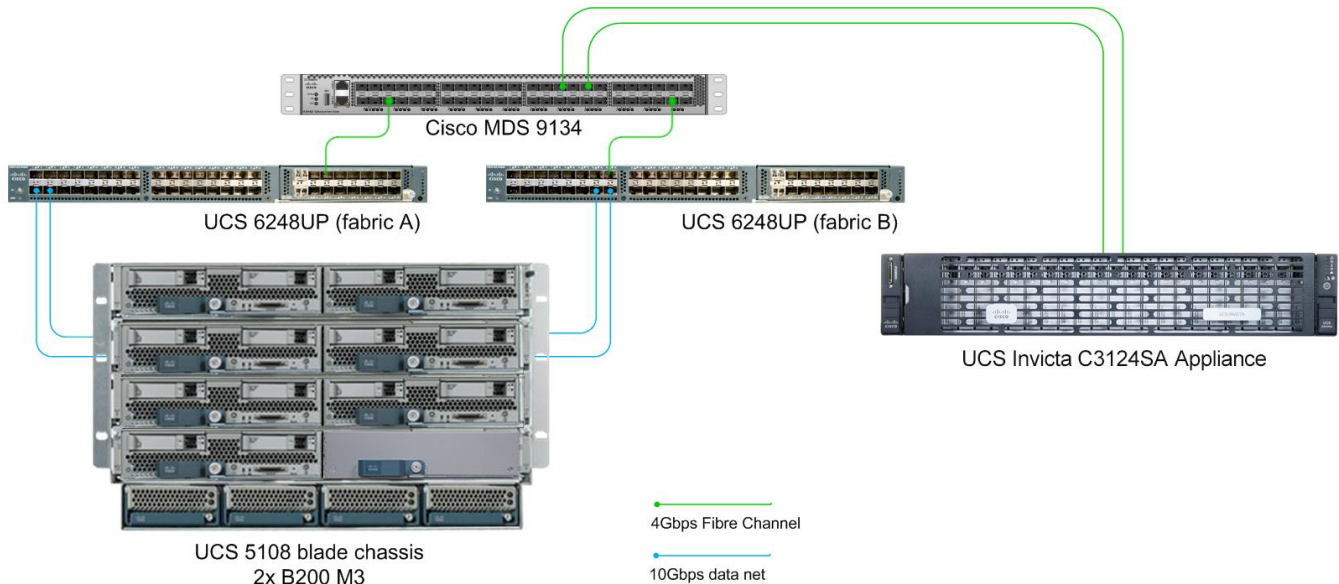 Cisco MDS 9134
UCS 6248UP (fabric A)
UCS 6248UP (fabric B)
UCS Invicta C3124SA Appliance
UCS 5108 blade chassis
2x B200 M3
4Gbps Fibre Channel
10Gbps data net